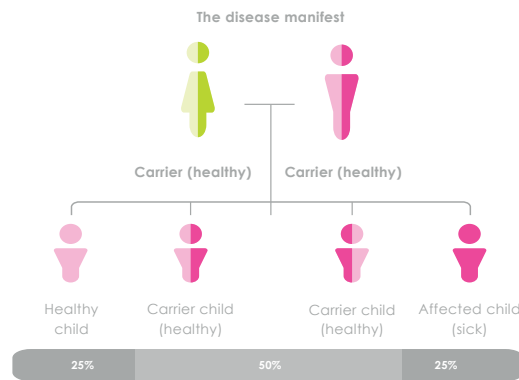 The disease manifest
Carrier (healthy) Carrier (healthy)
Healthy child
Carrier child (healthy)
Carrier child (healthy)
Affected child (sick)
25% 50% 25%